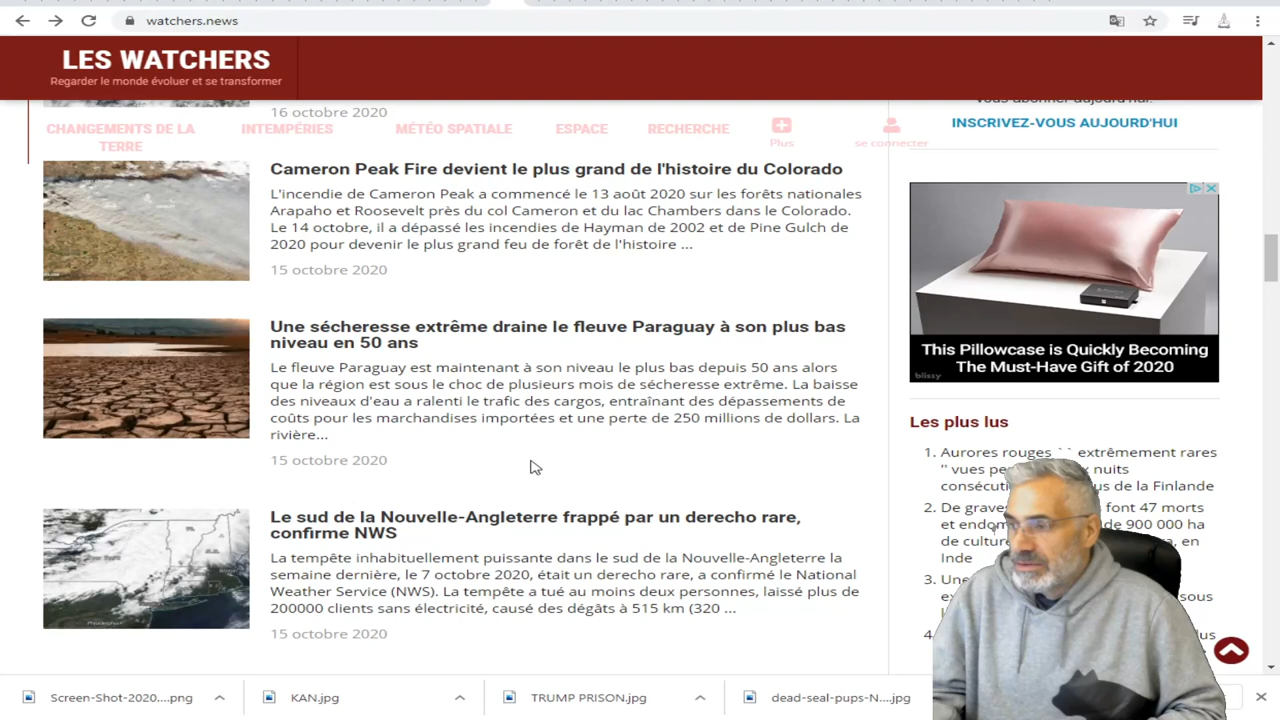 watchers.news
LES WATCHERS
Regarder le monde évoluer et se transformer
CHANGEMENTS DE LA
TERRE
INTEMPÉRIES
MÉTÉO SPATIALE
ESPACE
RECHERCHE
Plus
se connecter
16 octobre 2020
Cameron Peak Fire devient le plus grand de l'histoire du Colorado
L'incendie de Cameron Peak a commencé le 13 août 2020 sur les forêts nationales
Arapaho et Roosevelt près du col Cameron et du lac Chambers dans le Colorado.
Le 14 octobre, il a dépassé les incendies de Hayman de 2002 et de Pine Gulch de
2020 pour devenir le plus grand feu de forêt de l'histoire ...
15 octobre 2020
Une sécheresse extrême draine le fleuve Paraguay à son plus bas
niveau en 50 ans
Le fleuve Paraguay est maintenant à son niveau le plus bas depuis 50 ans alors
que la région est sous le choc de plusieurs mois de sécheresse extrême. La baisse
des niveaux d'eau a ralenti le trafic des cargos, entraînant des dépassements de
coûts pour les marchandises importées et une perte de 250 millions de dollars. La
rivière...
15 octobre 2020
Le sud de la Nouvelle-Angleterre frappé par un derecho rare,
confirme NWS
La tempête inhabituellement puissante dans le sud de la Nouvelle-Angleterre la
semaine dernière, le 7 octobre 2020, était un derecho rare, a confirmé le National
Weather Service (NWS). La tempête a tué au moins deux personnes, laissé plus de
200000 clients sans électricité, causé des dégâts à 515 km (320 ...
15 octobre 2020
vous abonner aujourd'hui.
INSCRIVEZ-VOUS AUJOURD'HUI
This Pillowcase is Quickly Becoming
The Must-Have Gift of 2020
blissy
Les plus lus
1. Aurores rouges extrêmement rares
'' vues nuits
Finlande
2. De font 47 morts
et de 900 000 ha
de en
Inde
3.
sous
4.
Screen-Shot-2020....png
KAN.jpg
TRUMP PRISON.jpg
dead-seal-pups-N....jpg